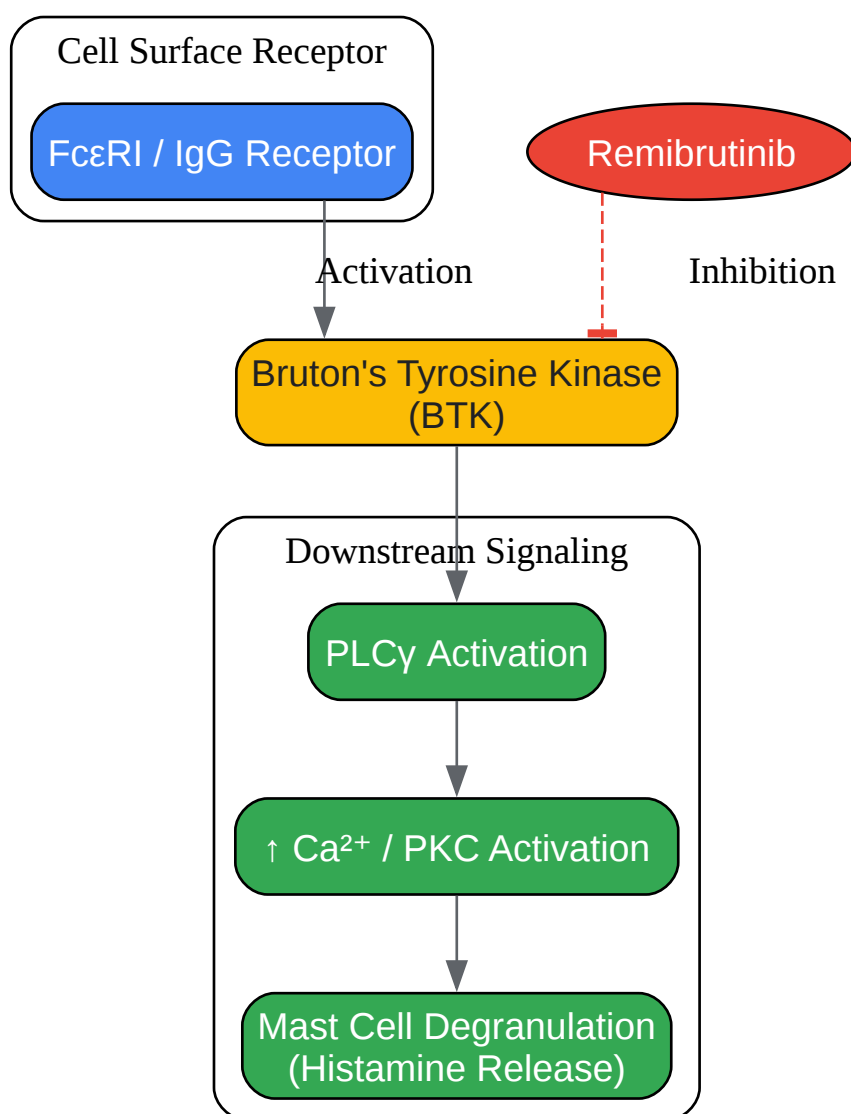 Cell Surface Receptor
FcεRI / IgG Receptor
Remibrutinib
Activation
Inhibition
Bruton's Tyrosine Kinase
(BTK)
Downstream Signaling
PLCγ Activation
↑ Ca²⁺ / PKC Activation
Mast Cell Degranulation
(Histamine Release)